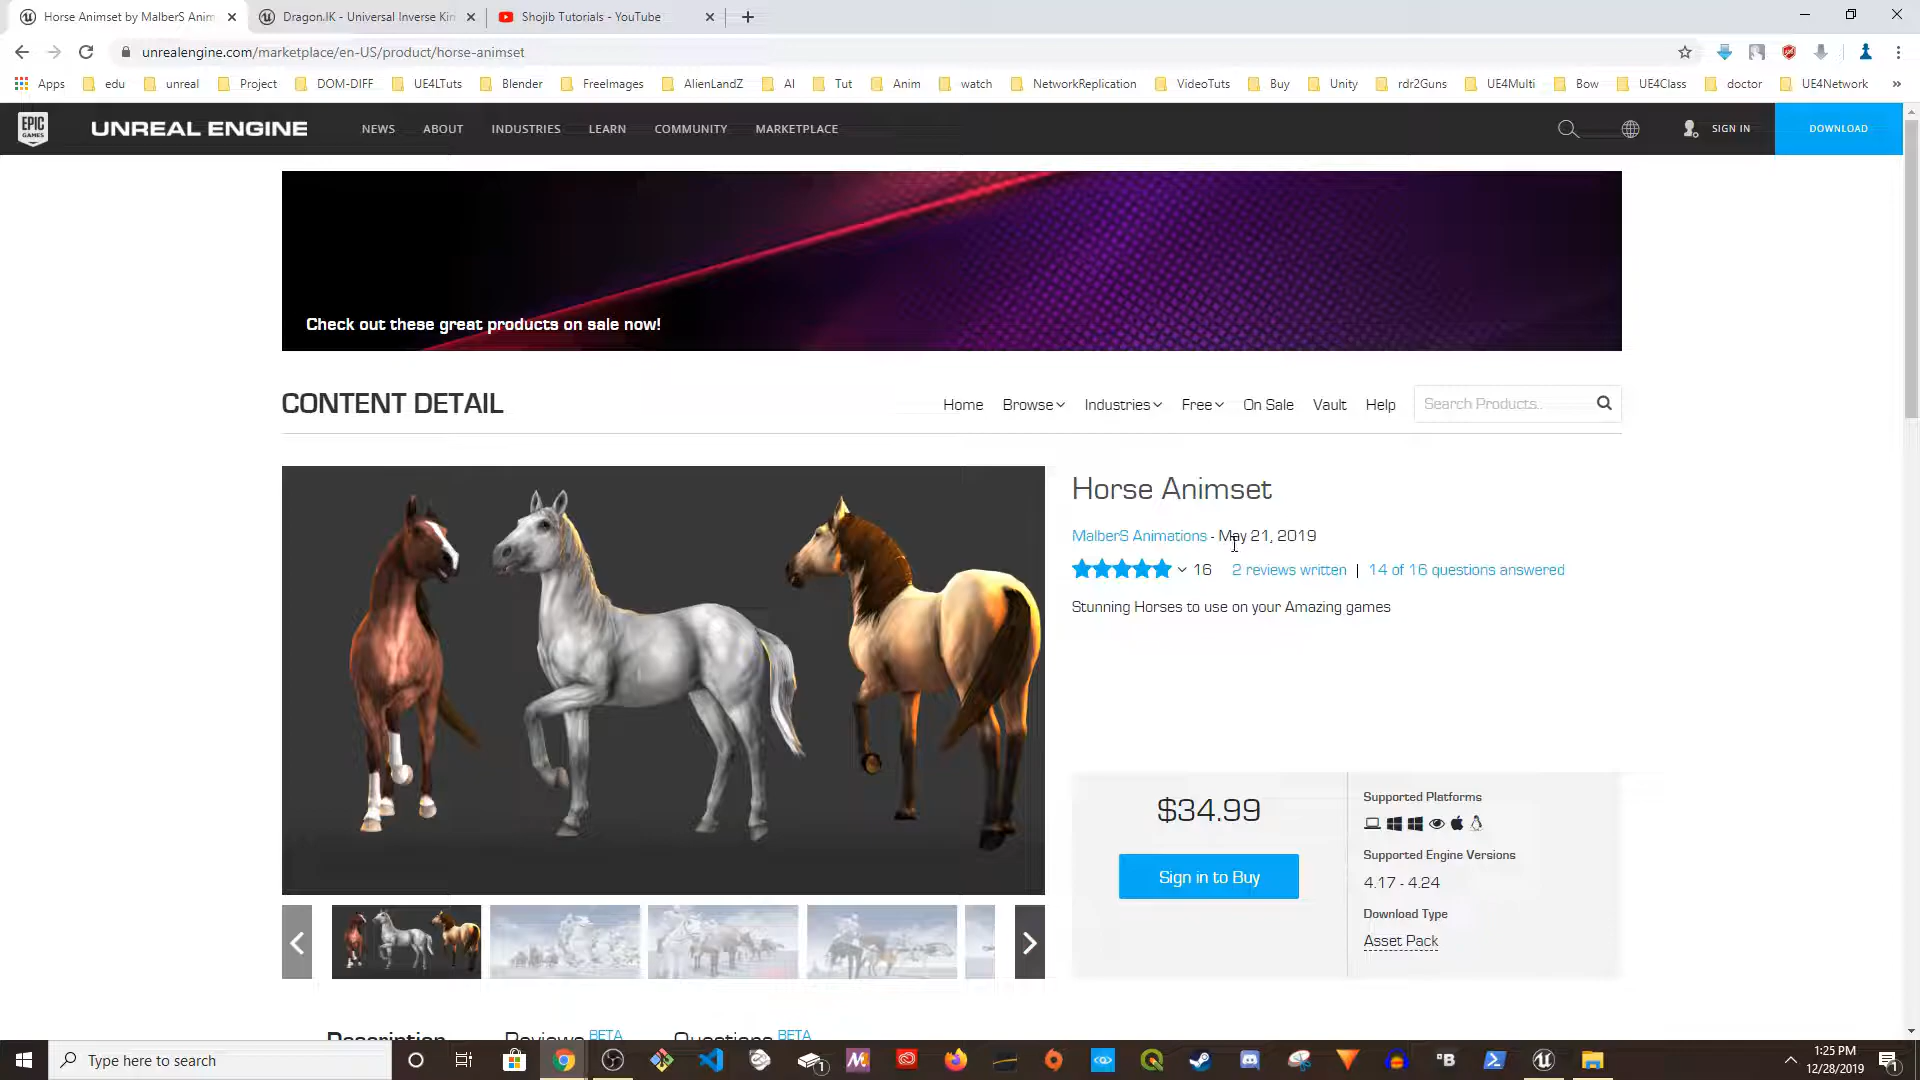 Horse Animset by MalberS Anim
Dragon.IK - Universal Inverse Kin
Shojib Tutorials - YouTube
unrealengine.com/marketplace/en-US/product/horse-animset
Apps
edu
unreal
Project
DOM-DIFF
UE4LTuts
Blender
FreeImages
AlienLandZ
AI
Tut
Anim
watch
NetworkReplication
VideoTuts
Buy
Unity
rdr2Guns
UE4Multi
Bow
UE4Class
doctor
UE4Network
EPIC
GAMES
UNREAL ENGINE
NEWS
ABOUT
INDUSTRIES
LEARN
COMMUNITY
MARKETPLACE
SIGN IN
DOWNLOAD
Check out these great products on sale now!
CONTENT DETAIL
Home
Browse
Industries
Free
On Sale
Vault
Help
Search Products..
Horse Animset
MalberS Animations - May 21, 2019
16
2 reviews written | 14 of 16 questions answered
Stunning Horses to use on your Amazing games
$34.99
Sign in to Buy
Supported Platforms
Supported Engine Versions
4.17 - 4.24
Download Type
Asset Pack
Description
Reviews BETA
Questions BETA
Type here to search
1:25 PM
12/28/2019